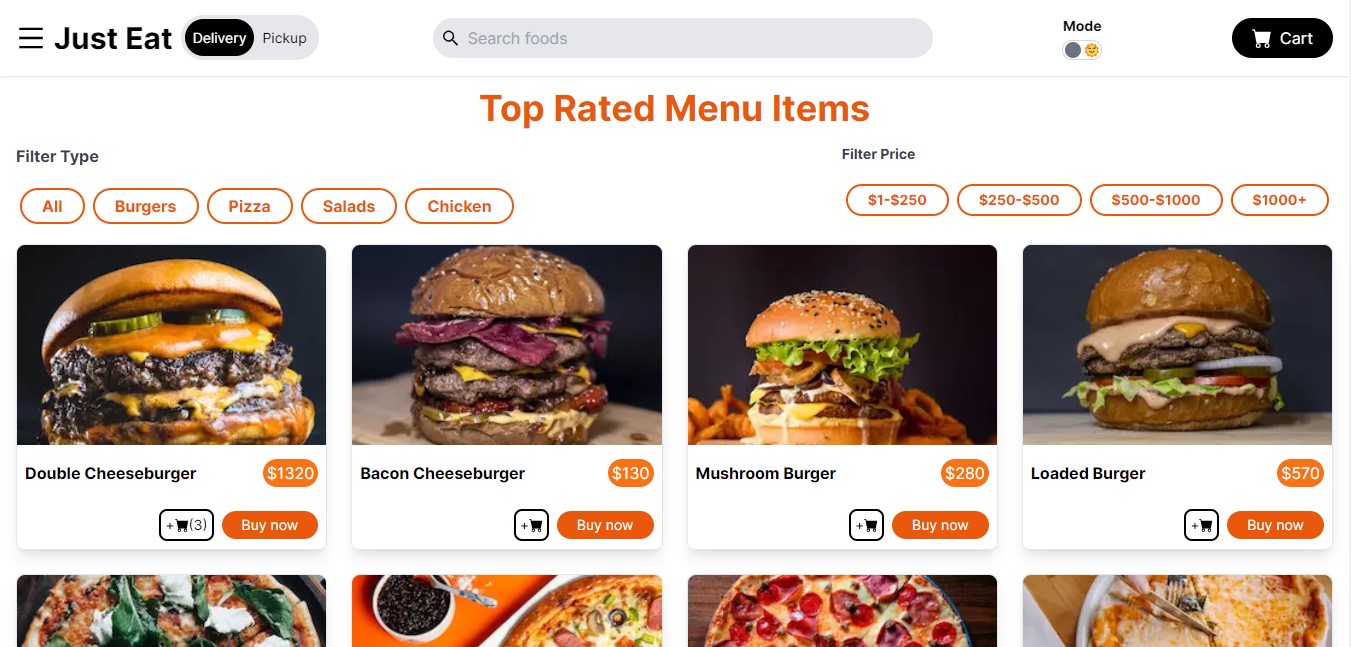 Just Eat
Delivery
Pickup
Search foods
Mode
Cart
Top Rated Menu Items
Filter Type
Filter Price
All
Burgers
Pizza
Salads
Chicken
$1-$250
$250-$500
$500-$1000
$1000+
Double Cheeseburger
$1320
+(3)
Buy now
Bacon Cheeseburger
$130
+
Buy now
Mushroom Burger
$280
+
Buy now
Loaded Burger
$570
+
Buy now